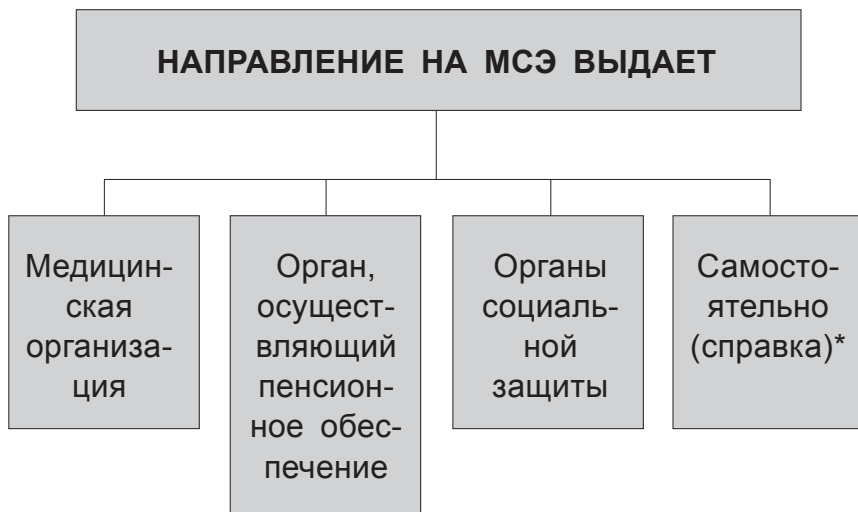 НАПРАВЛЕНИЕ НА МСЭ ВЫДАЕТ
Медицин-
ская
организа-
ция
Орган,
осущест-
вляющий
пенсион-
ное обес-
печение
Органы
социаль-
ной
защиты
Самосто-
ятельно
(справка)*